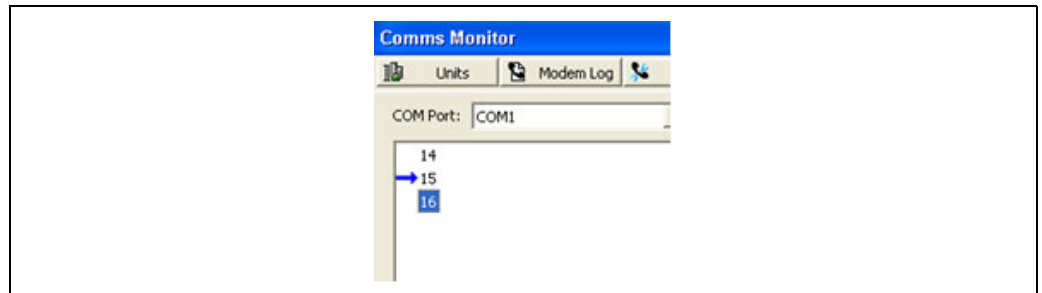 Comms Monitor
Units Modem Log
COM Port: COM1
14
15
16